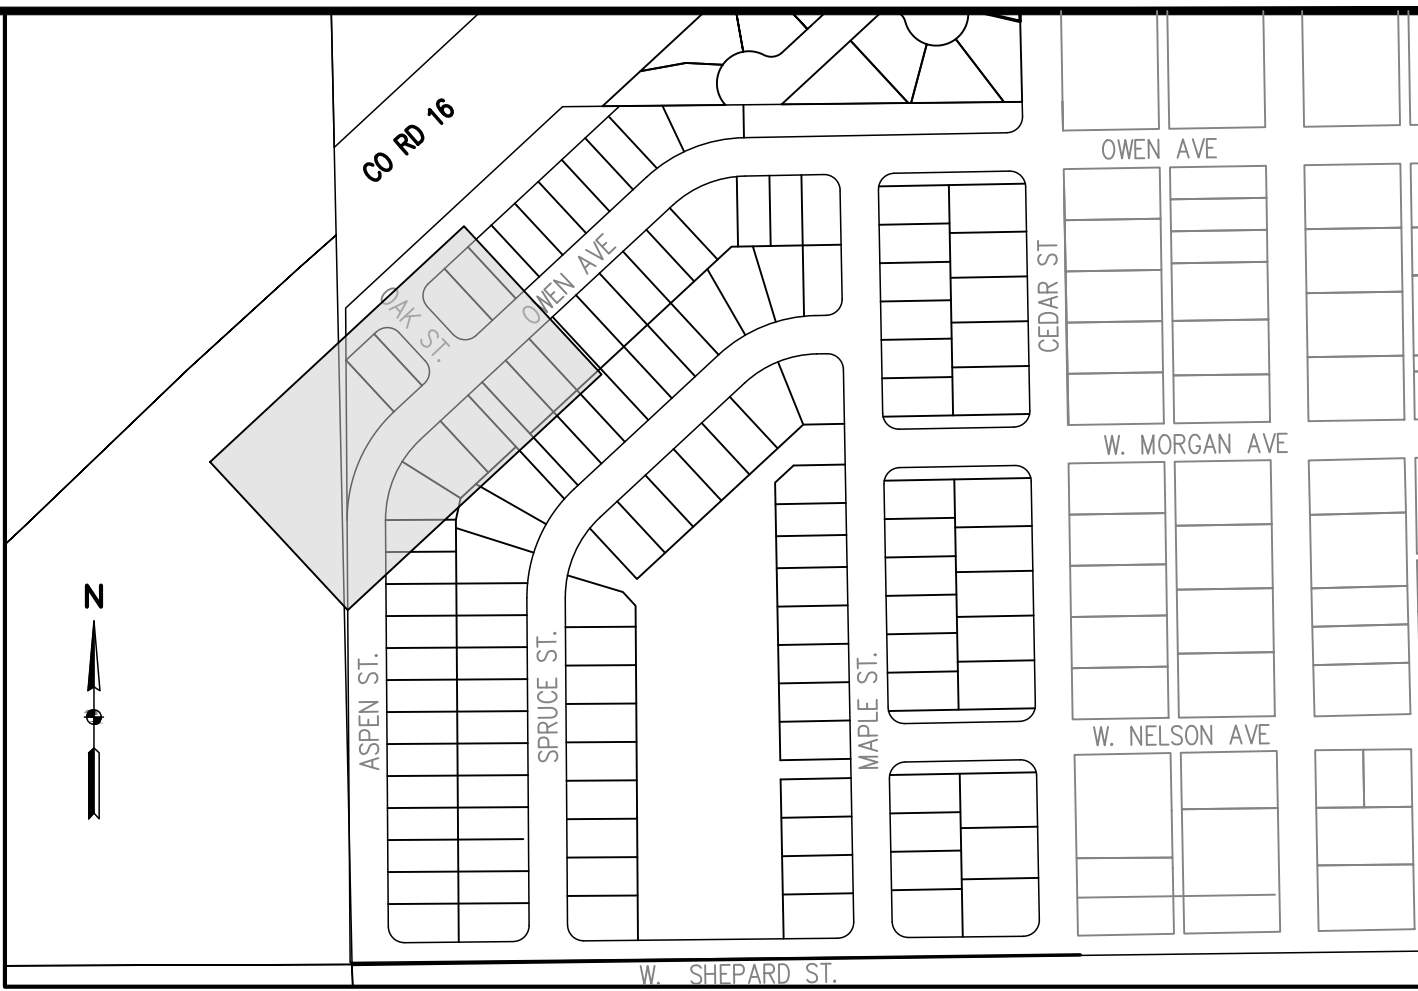 CO RD 16
OWEN AVE
OAK ST.
OWEN AVE
CEDAR ST
W. MORGAN AVE
N
ASPEN ST.
SPRUCE ST.
MAPLE ST.
W. NELSON AVE
W. SHEPARD ST.